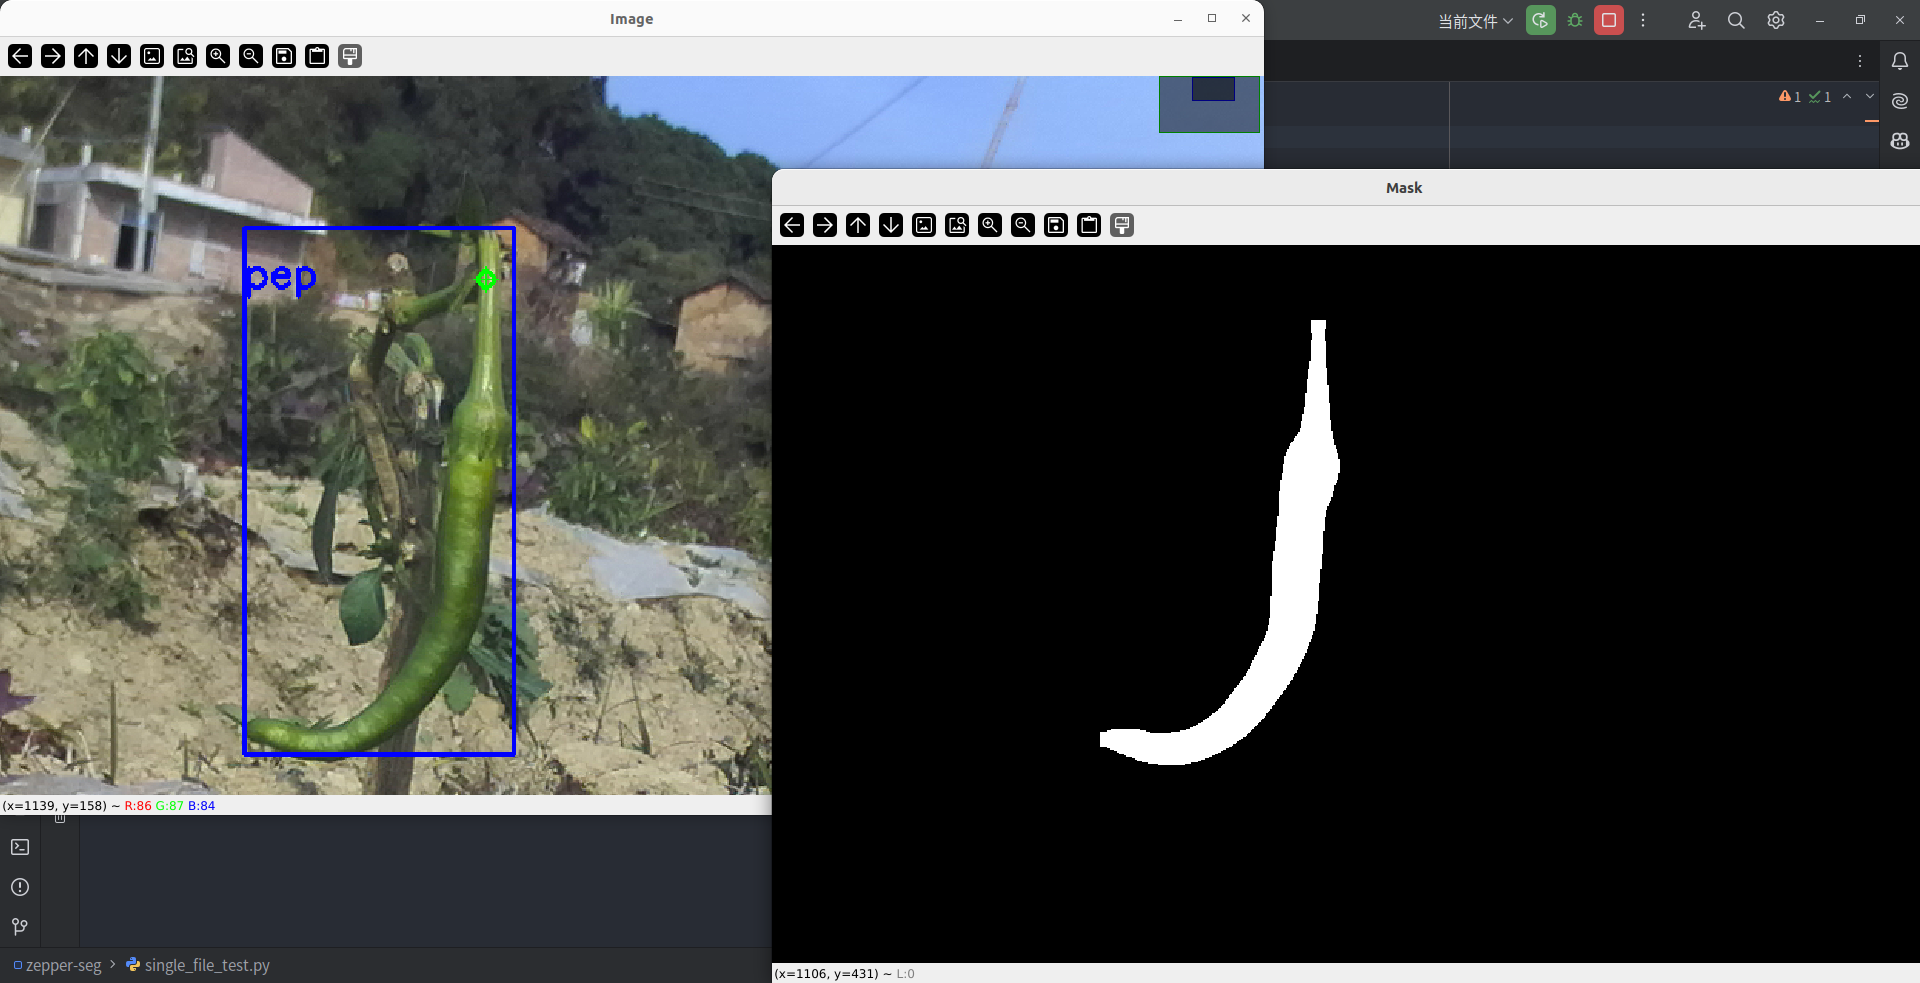 Image
当前文件
1
1
Mask
pep
(x=1139, y=158) ~ R:86 G:87 B:84
zepper-seg
single_file_test.py
(x=1106, y=431) ~ L:0